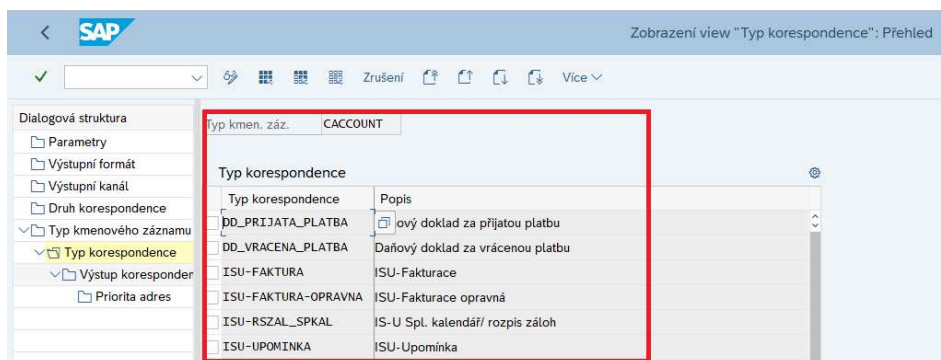 SAP
Zobrazení view "Typ korespondence": Přehled
Zrušení Více
Dialogová struktura
Parametry
Výstupní formát
Výstupní kanál
Druh korespondence
Typ kmenového záznamu
Typ korespondence
Výstup koresponden
Priorita adres
Typ kmen. záz. CACCOUNT
Typ korespondence
Typ korespondence Popis
DD_PRIJATA_PLATBA ový doklad za přijatou platbu
DD_VRACENA_PLATBA Daňový doklad za vrácenou platbu
ISU-FAKTURA ISU-Fakturace
ISU-FAKTURA-OPRAVNA ISU-Fakturace opravná
ISU-RSZAL_SPKAL IS-U Spl. kalendář/ rozpis záloh
ISU-UPOMINKA ISU-Upomínka